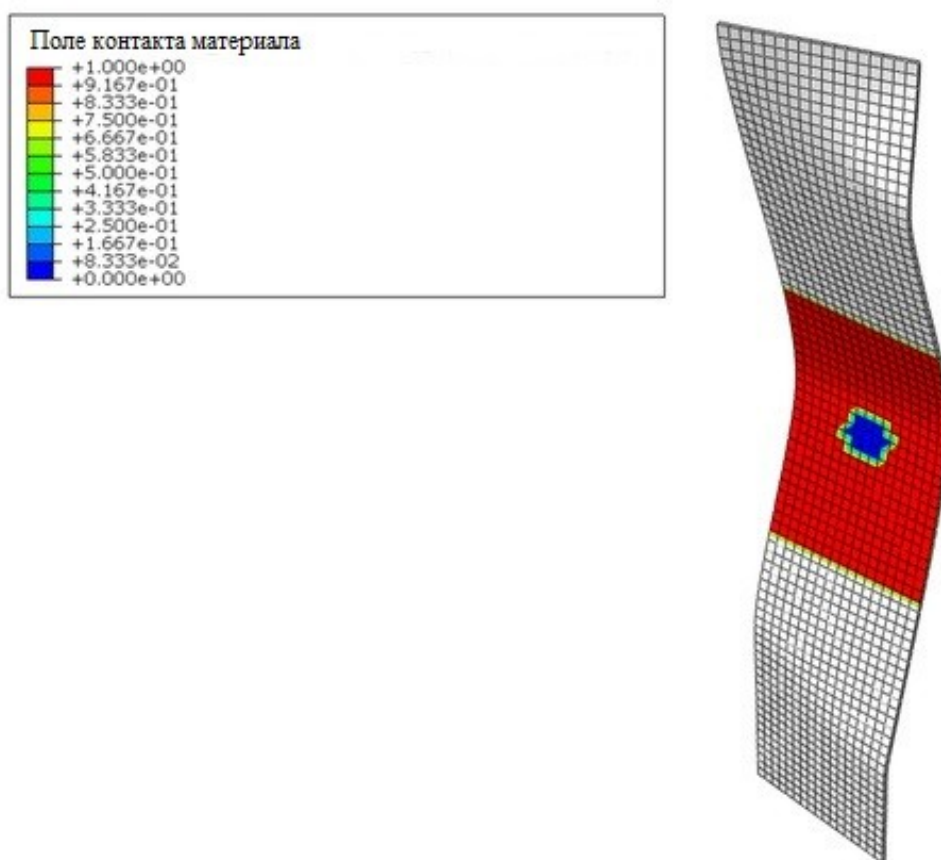 Поле контакта материала
+1.000e+00
+9.167e-01
+8.333e-01
+7.500e-01
+6.667e-01
+5.833e-01
+5.000e-01
+4.167e-01
+3.333e-01
+2.500e-01
+1.667e-01
+8.333e-02
+0.000e+00